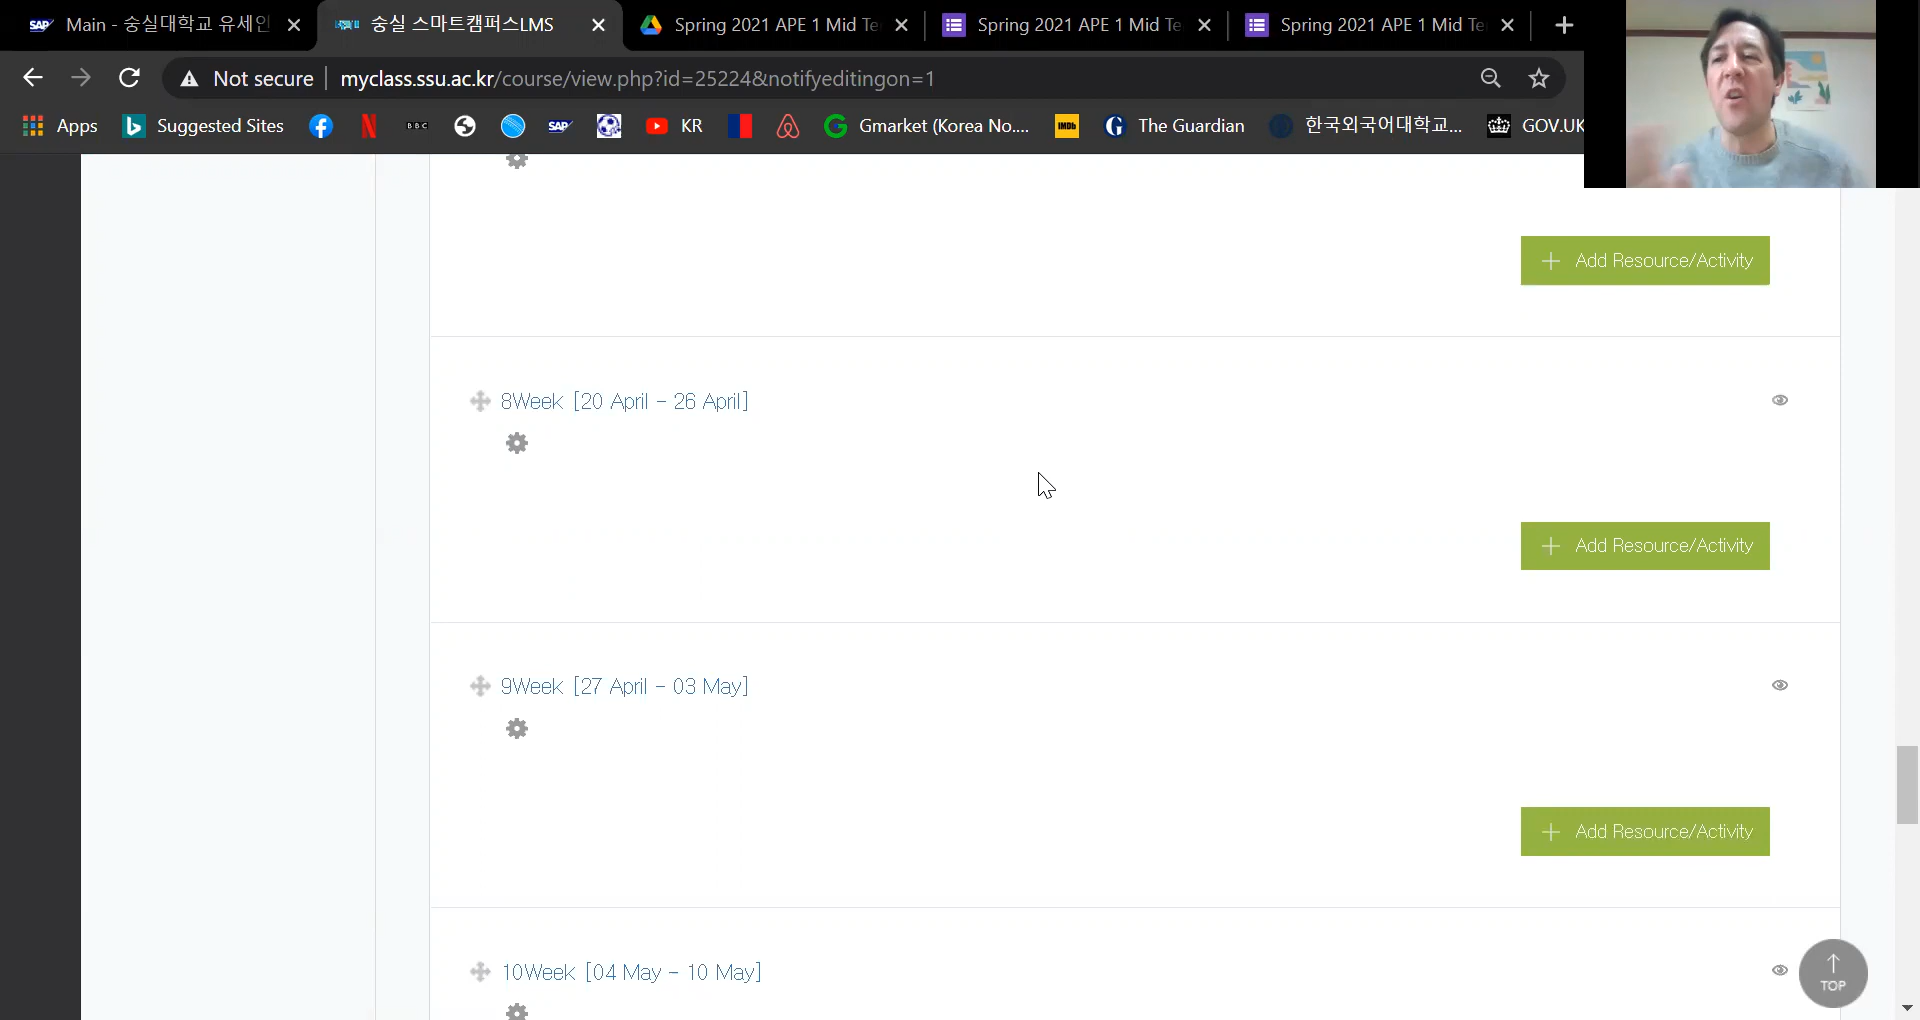 SAP Main - 숭실대학교 유세인
숭실 스마트캠퍼스LMS
Spring 2021 APE 1 Mid Te
Spring 2021 APE 1 Mid Te
Spring 2021 APE 1 Mid Te
Not secure myclass.ssu.ac.kr/course/view.php?id=25224&notifyeditingon=1
Apps
Suggested Sites
BBC
SAP
KR
Gmarket (Korea No....
IMDb
The Guardian
한국외국어대학교...
GOV.UK
Add Resource/Activity
8Week [20 April - 26 April]
Add Resource/Activity
9Week [27 April - 03 May]
Add Resource/Activity
10Week [04 May - 10 May]
TOP